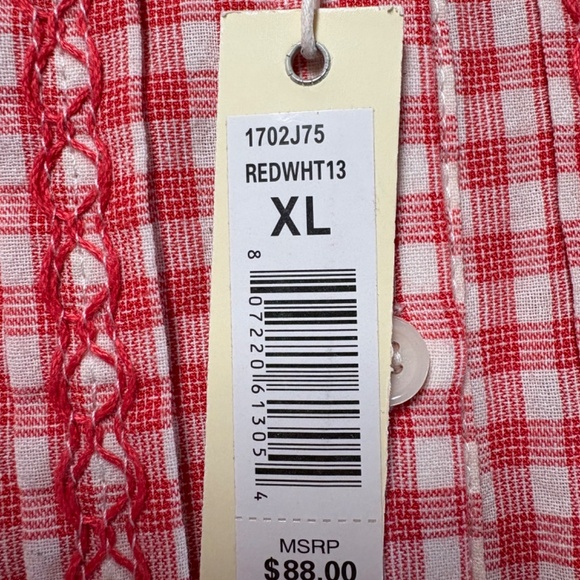 1702J75
REDWHT13
XL
8 07220 61305 4
MSRP
$88.00